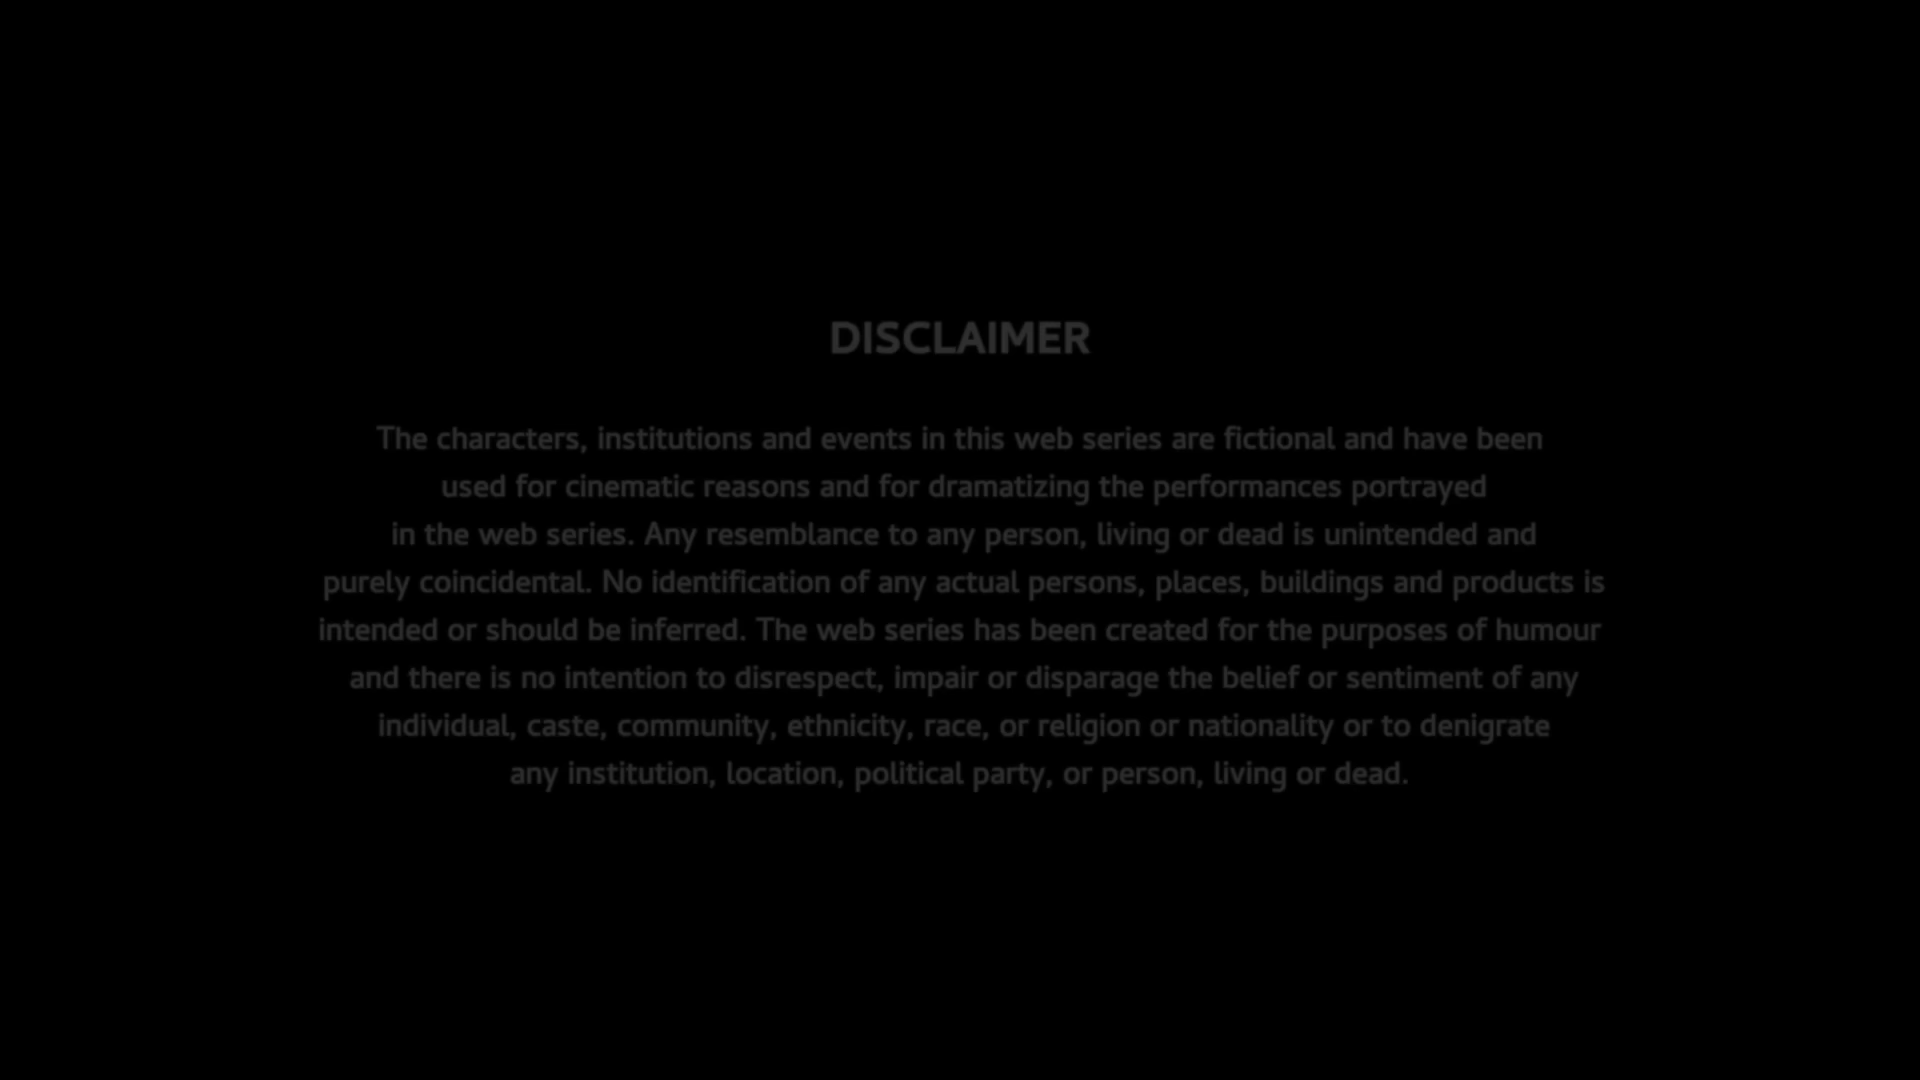 DISCLAIMER
The characters, institutions and events in this web series are fictional and have been
used for cinematic reasons and for dramatizing the performances portrayed
in the web series. Any resemblance to any person, living or dead is unintended and
purely coincidental. No identification of any actual persons, places, buildings and products is
intended or should be inferred. The web series has been created for the purposes of humour
and there is no intention to disrespect, impair or disparage the belief or sentiment of any
individual, caste, community, ethnicity, race, or religion or nationality or to denigrate
any institution, location, political party, or person, living or dead.